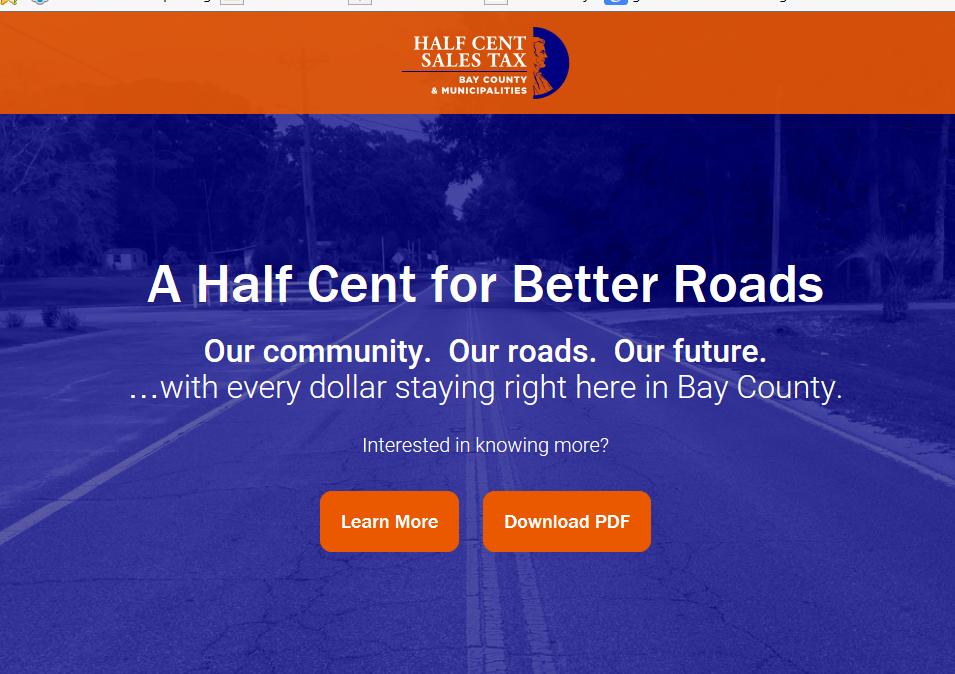 HALF CENT
SALES TAX
BAY COUNTY
& MUNICIPALITIES
A Half Cent for Better Roads
Our community. Our roads. Our future.
...with every dollar staying right here in Bay County.
Interested in knowing more?
Learn More
Download PDF